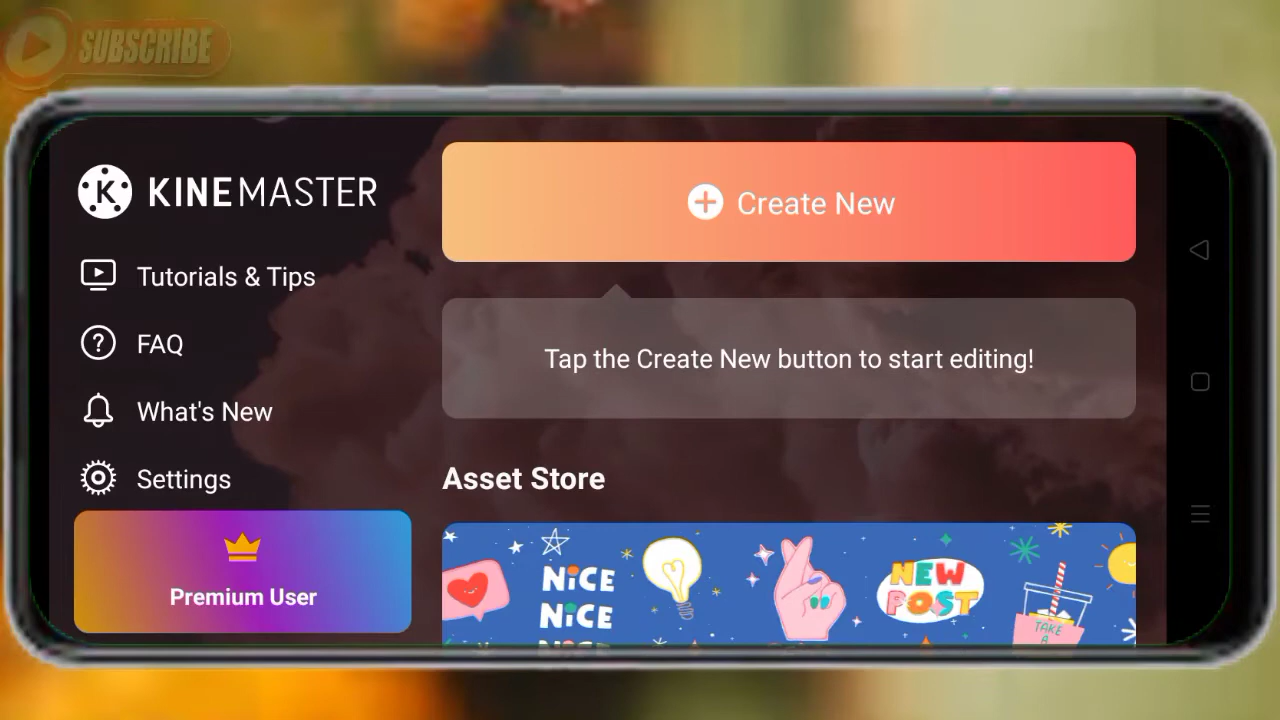 SUBSCRIBE
KINEMASTER
Tutorials & Tips
FAQ
What's New
Settings
Premium User
Create New
Tap the Create New button to start editing!
Asset Store
NiCE
NiCE
NEW
POST
TAKE
A